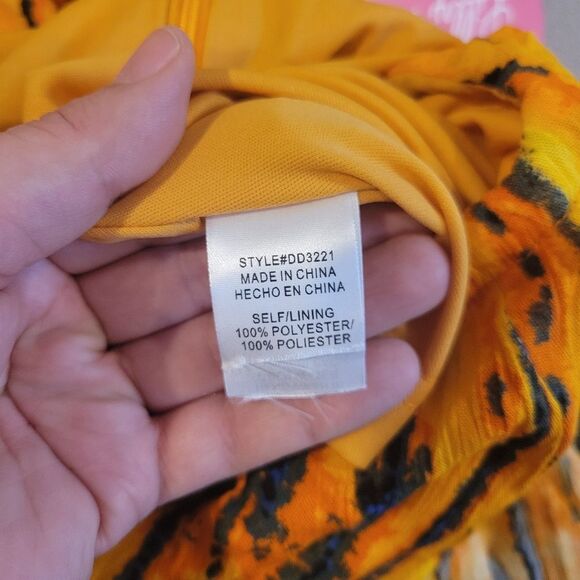 STYLE#DD3221
MADE IN CHINA
HECHO EN CHINA
SELF/LINING
100% POLYESTER/
100% POLIESTER